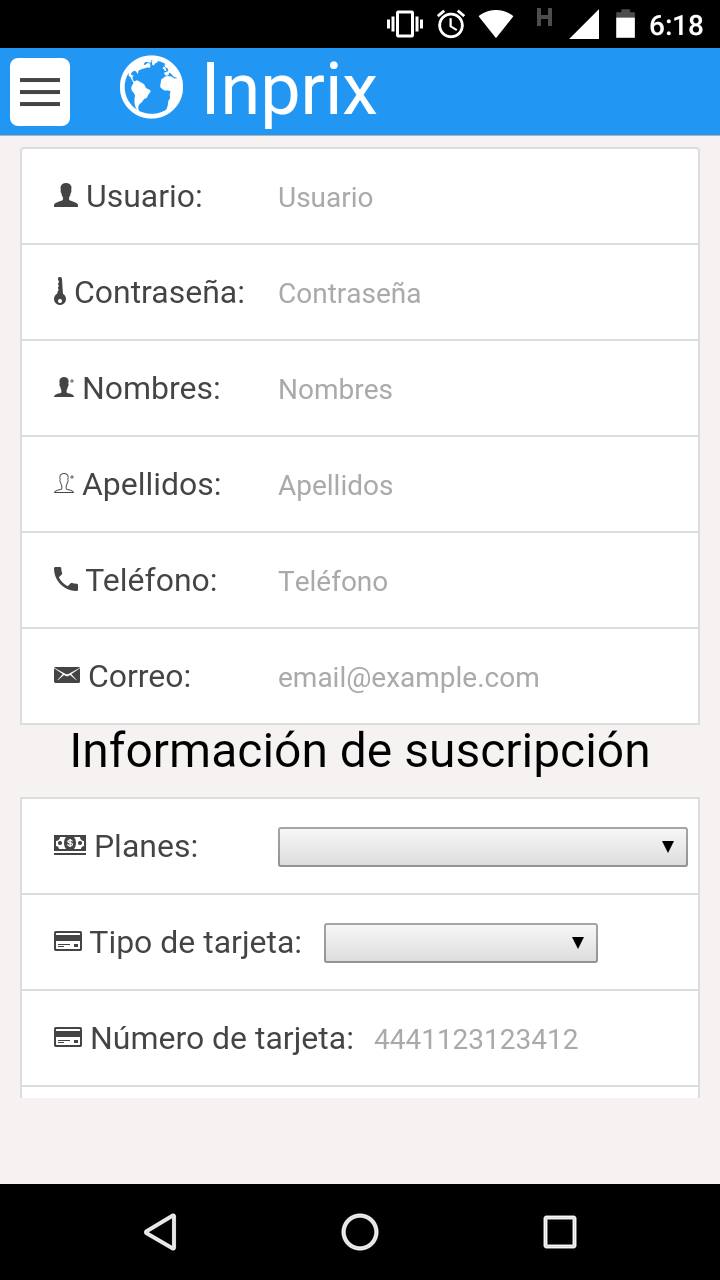 H
6:18
Inprix
Usuario: Usuario
Contraseña: Contraseña
Nombres: Nombres
Apellidos: Apellidos
Teléfono: Teléfono
Correo: email@example.com
Información de suscripción
Planes:
Tipo de tarjeta:
Número de tarjeta: 4441123123412